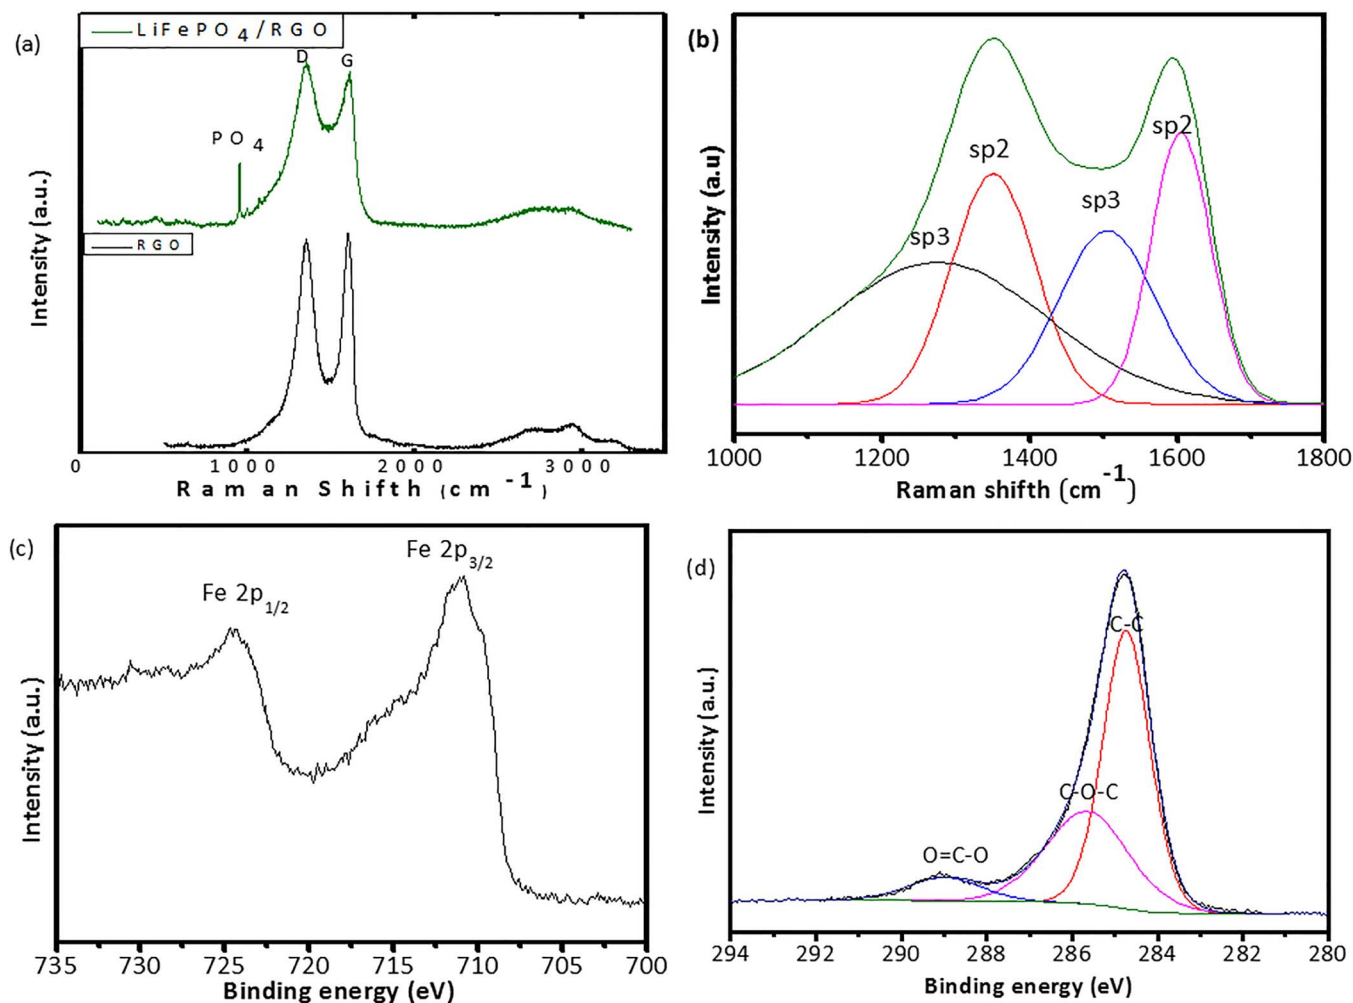 (a)
LiFePO4/RGO
D
G
PO4
RGO
Intensity (a.u.)
0 1000 2000 3000
Raman Shifth (cm-1)
(b)
sp2
sp2
sp3
sp3
Intensity (a.u)
1000 1200 1400 1600 1800
Raman shifth (cm-1)
(c)
Fe 2p3/2
Fe 2p1/2
Intensity (a.u.)
735 730 725 720 715 710 705 700
Binding energy (eV)
(d)
C-C
C-O-C
O=C-O
Intensity (a.u.)
294 292 290 288 286 284 282 280
Binding energy (eV)